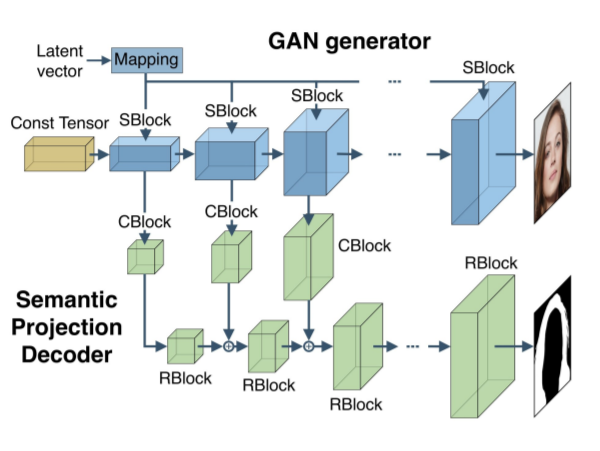 GAN generator
Latent
vector
Mapping
SBlock
Const Tensor
SBlock
SBlock
SBlock
...
...
CBlock
CBlock
CBlock
RBlock
Semantic
Projection
Decoder
RBlock
RBlock
RBlock
...